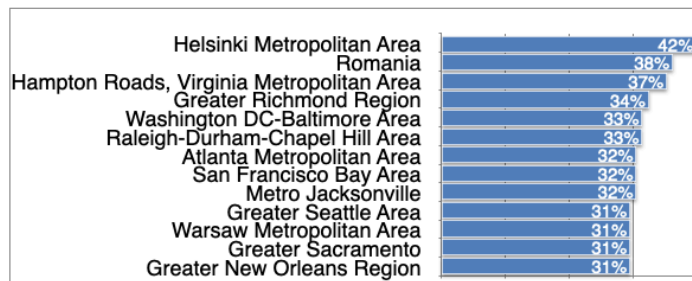 Helsinki Metropolitan Area 42%
Romania 38%
Hampton Roads, Virginia Metropolitan Area 37%
Greater Richmond Region 34%
Washington DC-Baltimore Area 33%
Raleigh-Durham-Chapel Hill Area 33%
Atlanta Metropolitan Area 32%
San Francisco Bay Area 32%
Metro Jacksonville 32%
Greater Seattle Area 31%
Warsaw Metropolitan Area 31%
Greater Sacramento 31%
Greater New Orleans Region 31%